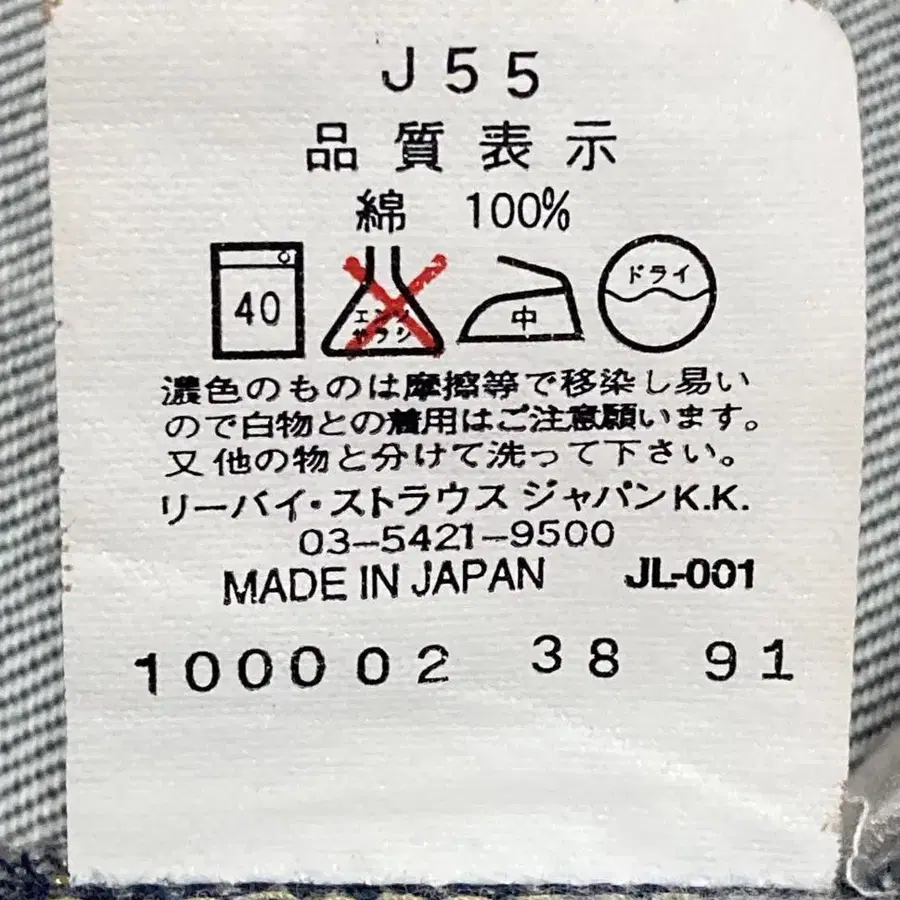 J55
品質表示
綿 100%
40 エンソサラシ 中 ドライ
濃色のものは摩擦等で移染し易い
ので白物との着用はご注意願います。
又他の物と分けて洗って下さい。
リーバイ・ストラウス ジャパンK.K.
03-5421-9500
MADE IN JAPAN JL-001
100002 38 91